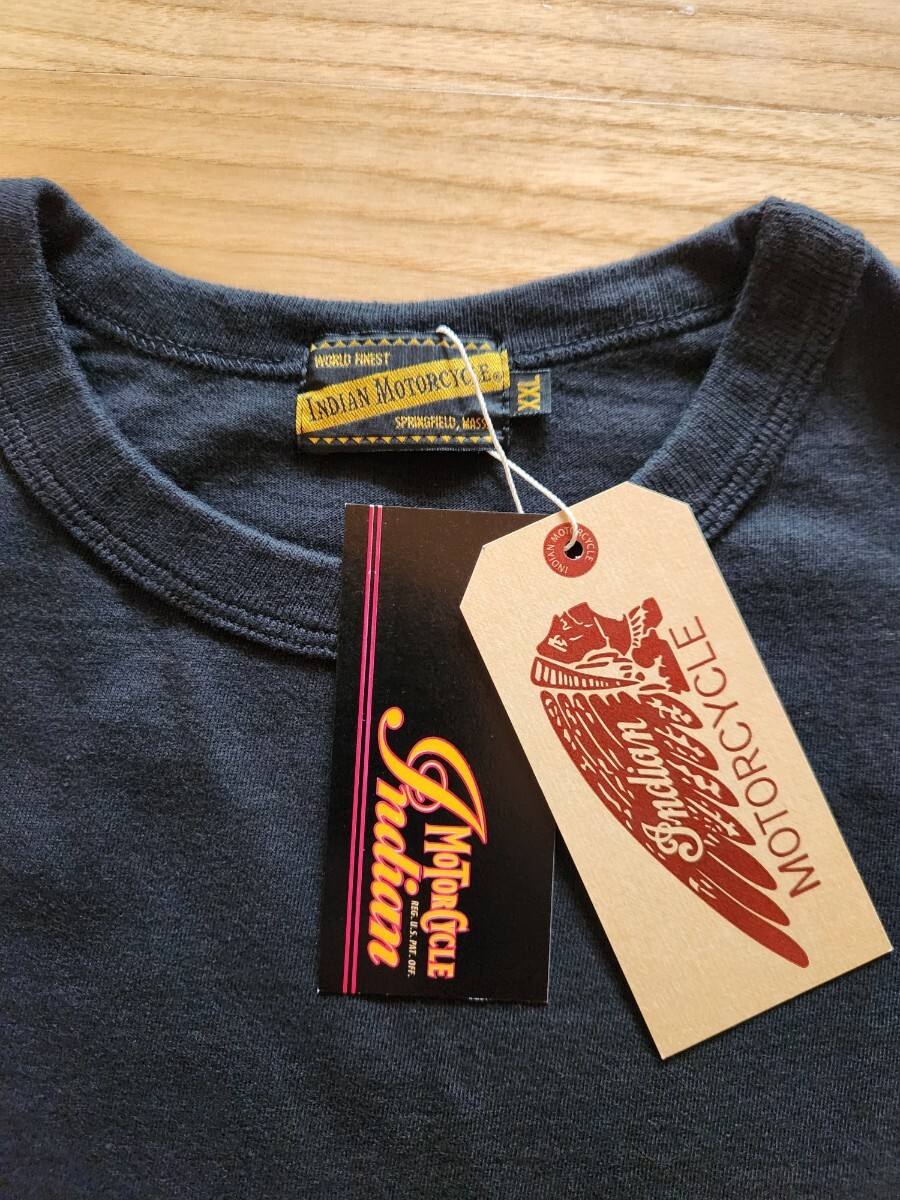 WORLD FINEST
INDIAN MOTORCYCLE®
SPRINGFIELD, MASS
XXL
INDIAN MOTORCYCLE
Indian
MOTORCYCLE
Indian
MOTORCYCLE
REG. U.S. PAT. OFF.